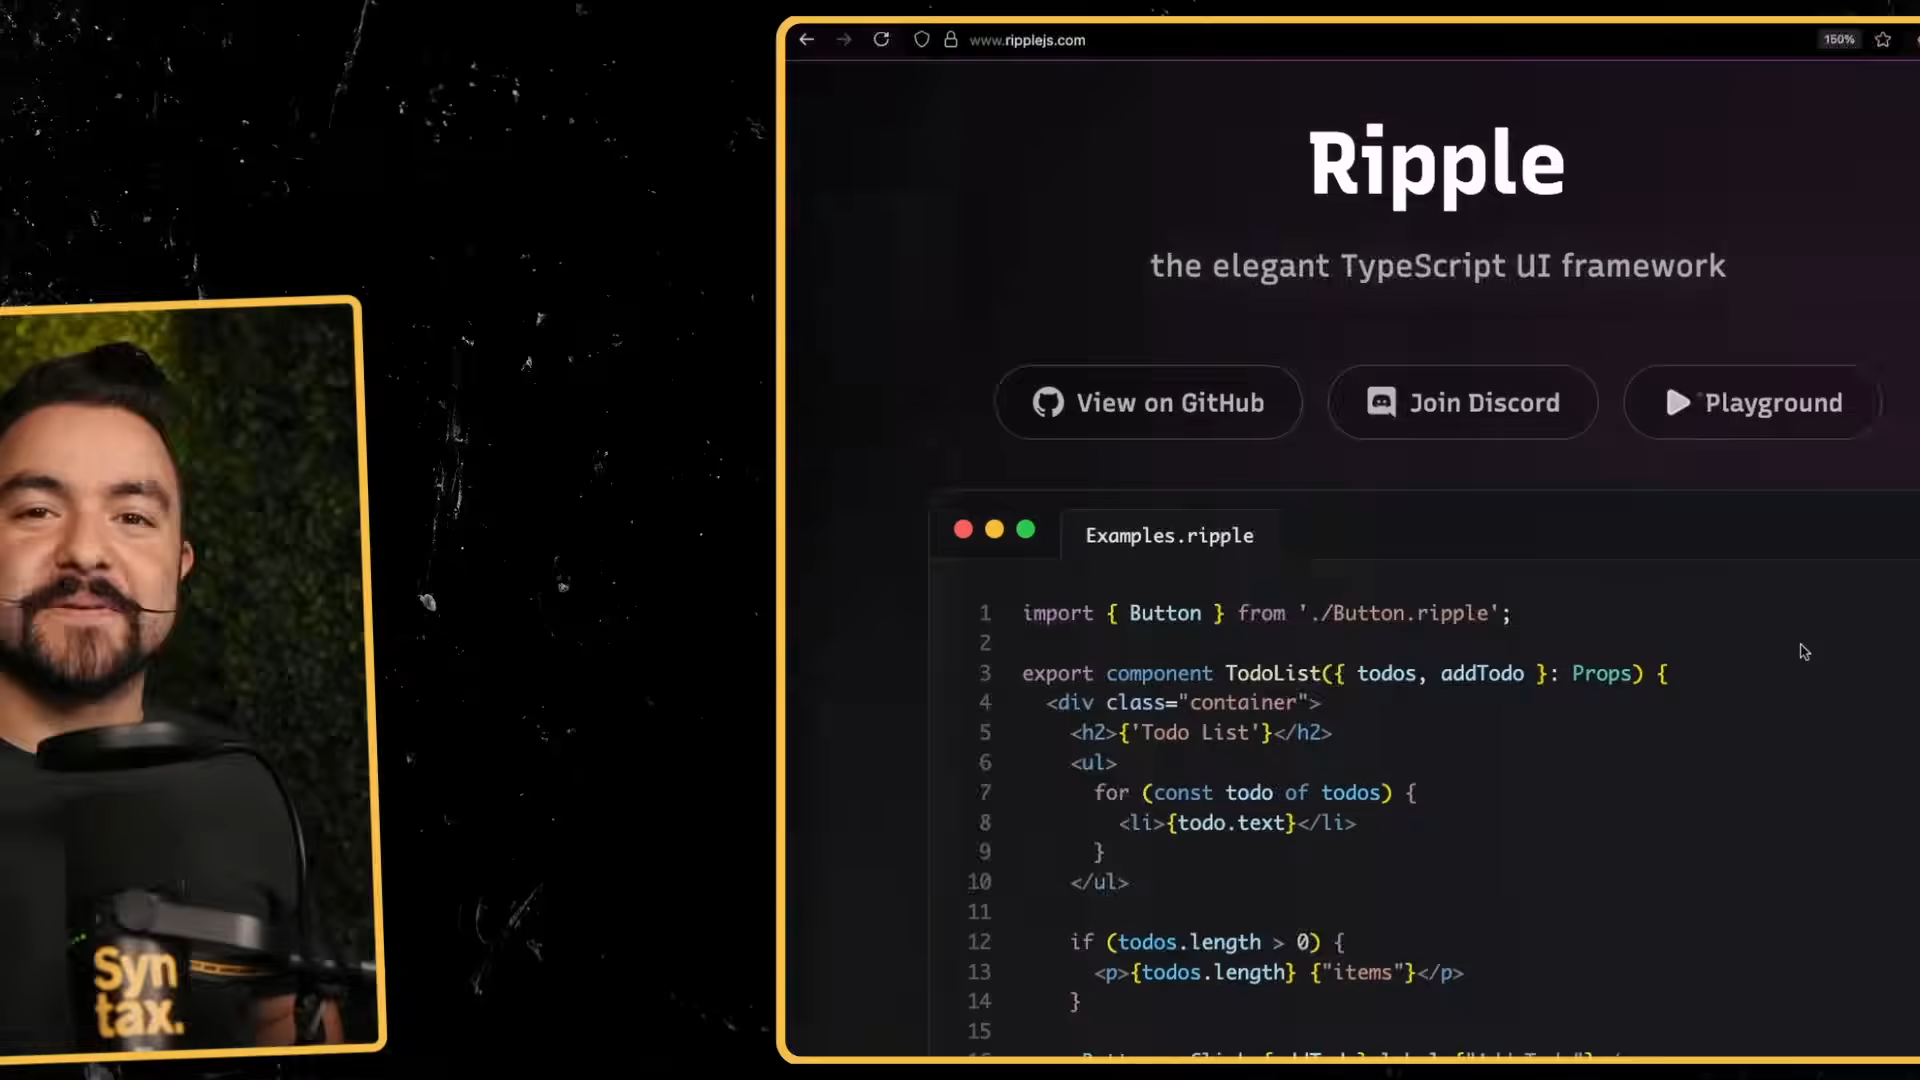 www.ripplejs.com
150%
Ripple
the elegant TypeScript UI framework
View on GitHub
Join Discord
Playground
Examples.ripple
1 import { Button } from './Button.ripple';
2
3 export component TodoList({ todos, addTodo }: Props) {
4 <div class="container">
5 <h2>{'Todo List'}</h2>
6 <ul>
7 for (const todo of todos) {
8 <li>{todo.text}</li>
9 }
10 </ul>
11
12 if (todos.length > 0) {
13 <p>{todos.length} {"items"}</p>
14 }
15
Syn
tax.